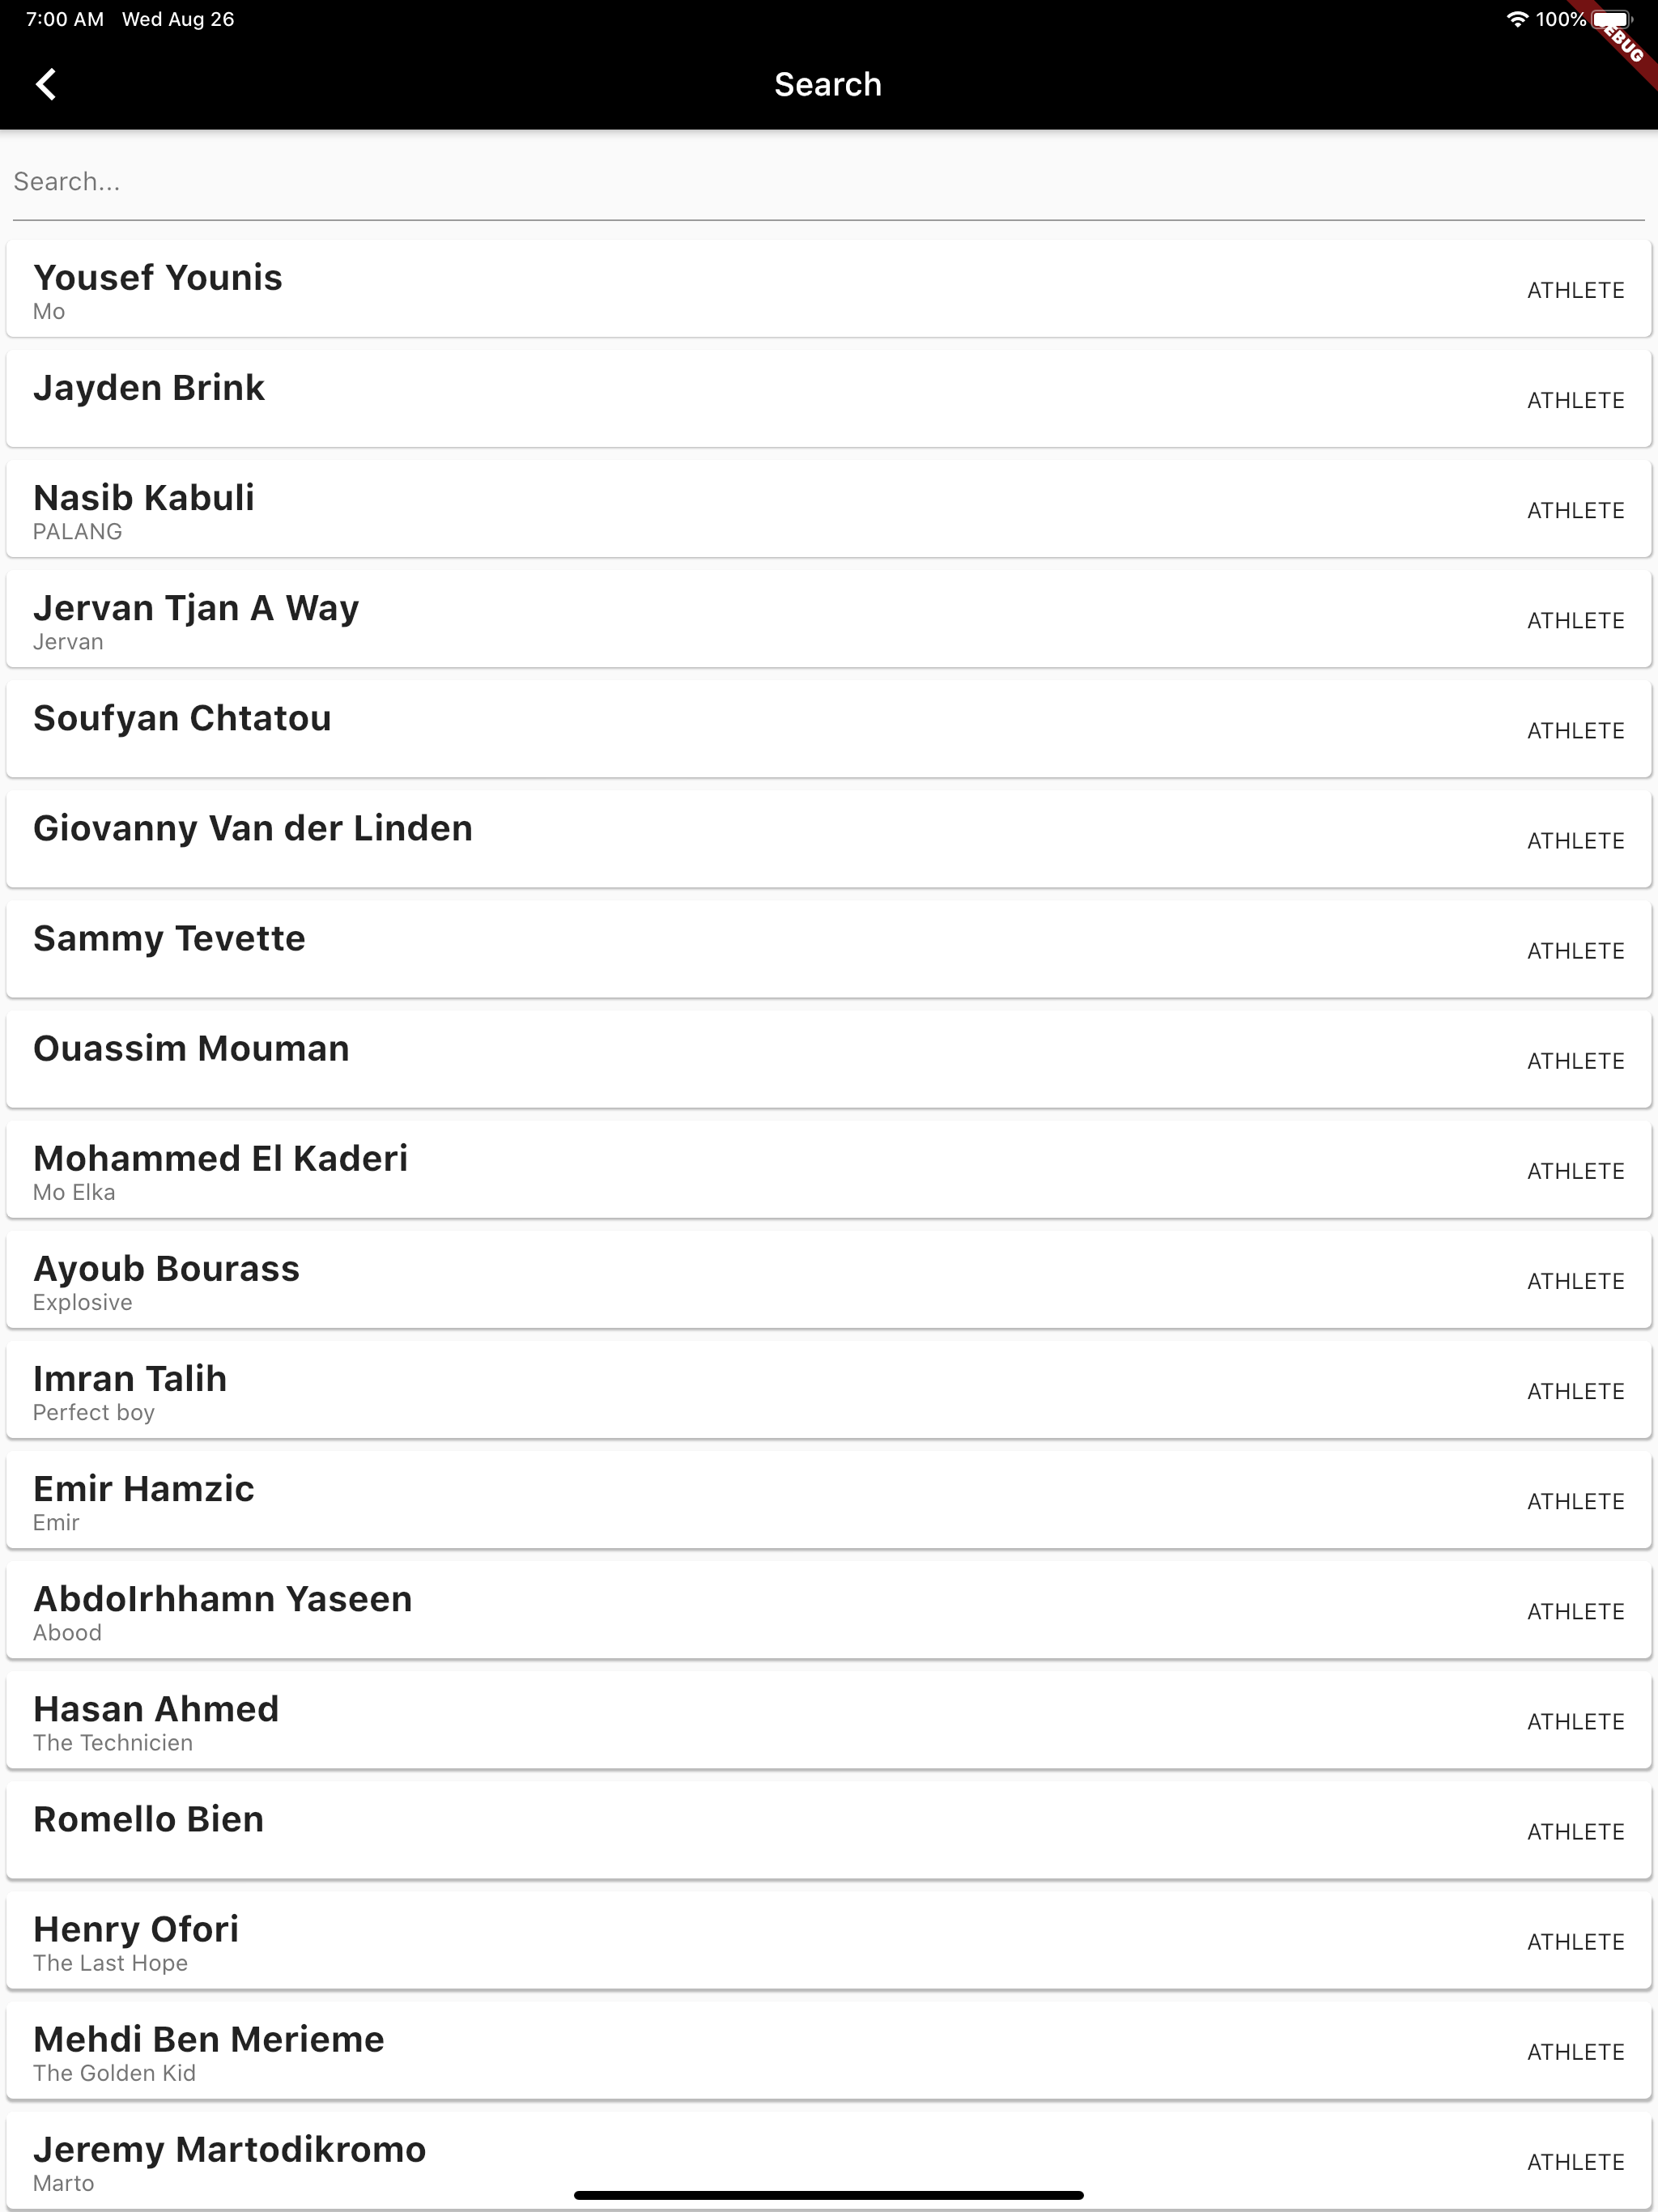 7:00 AM Wed Aug 26
100%
EBUG
Search
Search...
Yousef Younis
Mo
ATHLETE
Jayden Brink
ATHLETE
Nasib Kabuli
PALANG
ATHLETE
Jervan Tjan A Way
Jervan
ATHLETE
Soufyan Chtatou
ATHLETE
Giovanny Van der Linden
ATHLETE
Sammy Tevette
ATHLETE
Ouassim Mouman
ATHLETE
Mohammed El Kaderi
Mo Elka
ATHLETE
Ayoub Bourass
Explosive
ATHLETE
Imran Talih
Perfect boy
ATHLETE
Emir Hamzic
Emir
ATHLETE
Abdolrhhamn Yaseen
Abood
ATHLETE
Hasan Ahmed
The Technicien
ATHLETE
Romello Bien
ATHLETE
Henry Ofori
The Last Hope
ATHLETE
Mehdi Ben Merieme
The Golden Kid
ATHLETE
Jeremy Martodikromo
Marto
ATHLETE